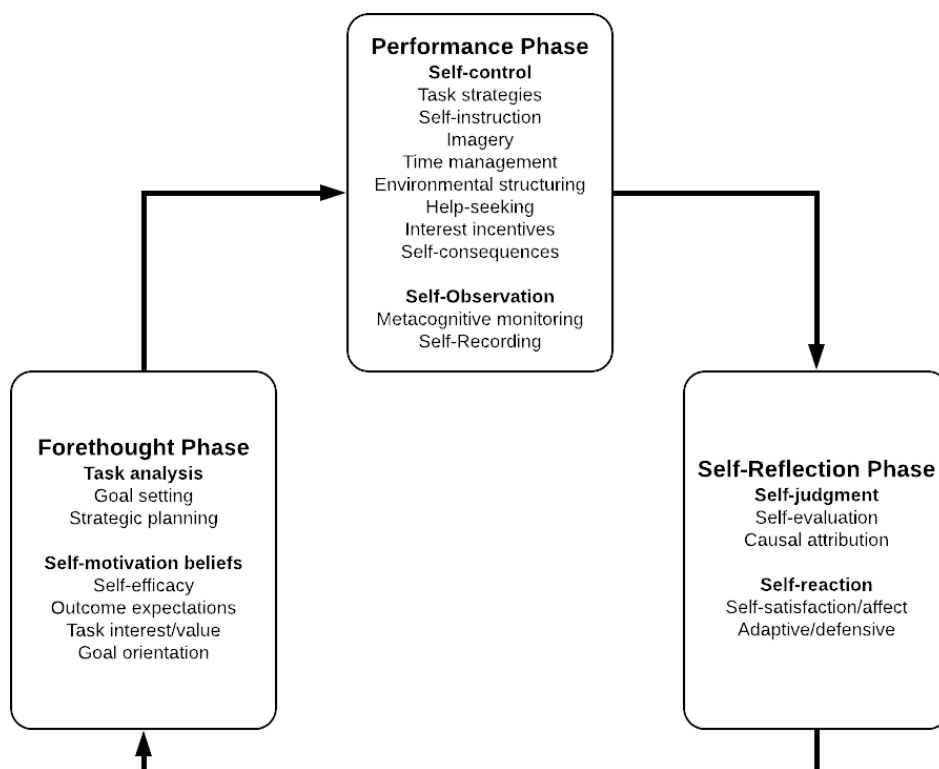 Performance Phase
Self-control
Task strategies
Self-instruction
Imagery
Time management
Environmental structuring
Help-seeking
Interest incentives
Self-consequences
Self-Observation
Metacognitive monitoring
Self-Recording
Forethought Phase
Task analysis
Goal setting
Strategic planning
Self-motivation beliefs
Self-efficacy
Outcome expectations
Task interest/value
Goal orientation
Self-Reflection Phase
Self-judgment
Self-evaluation
Causal attribution
Self-reaction
Self-satisfaction/affect
Adaptive/defensive